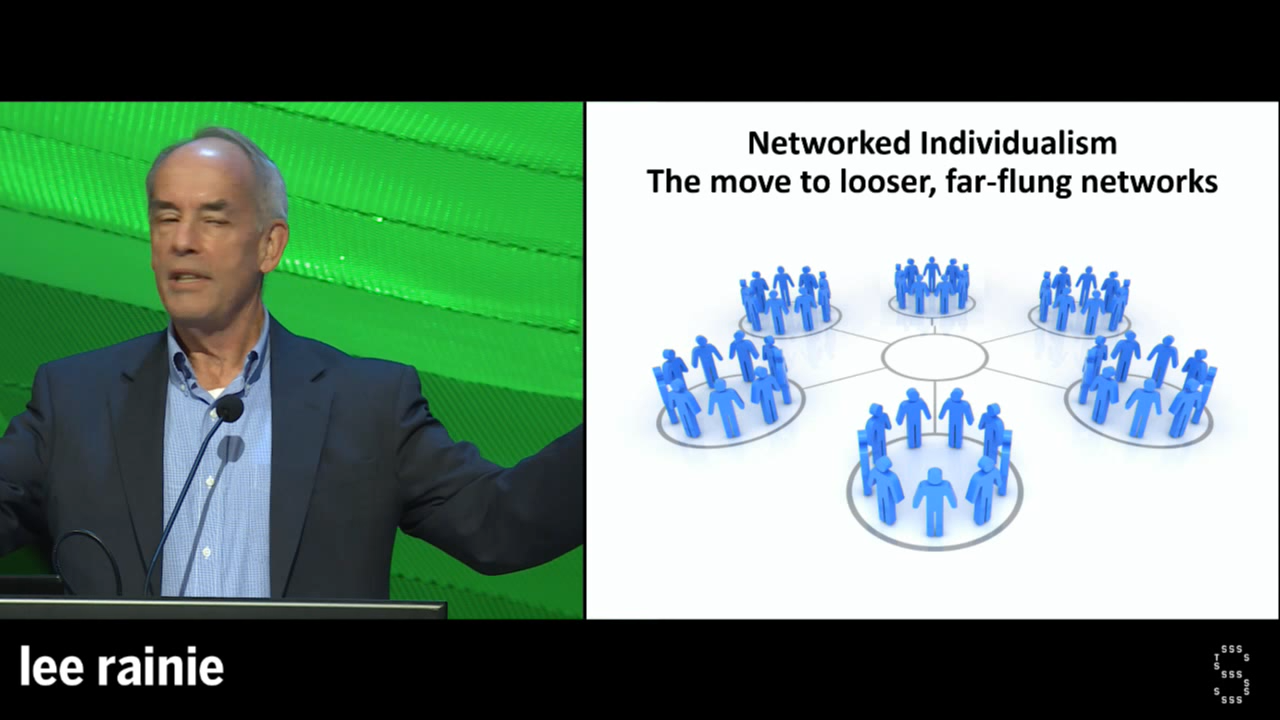 Networked Individualism
The move to looser, far-flung networks
lee rainie